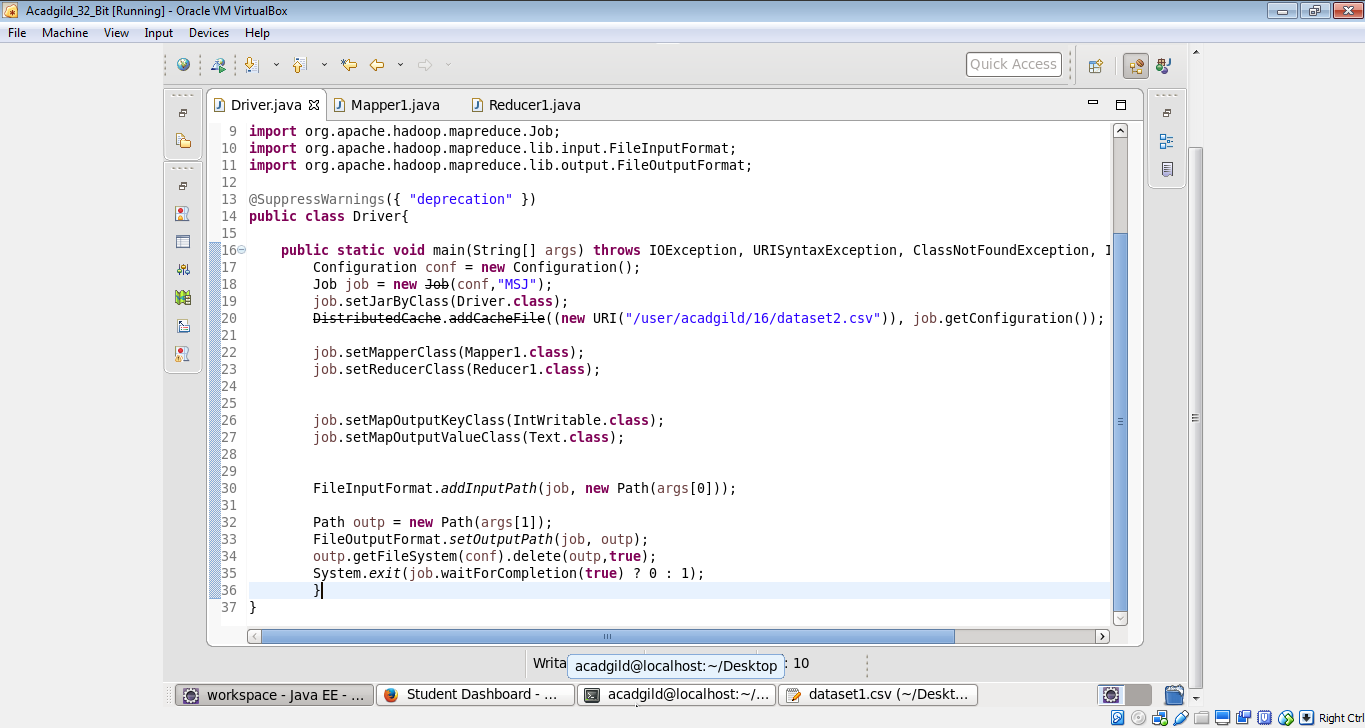 Acadgild_32_Bit [Running] - Oracle VM VirtualBox
File Machine View Input Devices Help
Quick Access
Driver.java Mapper1.java Reducer1.java
9 import org.apache.hadoop.mapreduce.Job;
10 import org.apache.hadoop.mapreduce.lib.input.FileInputFormat;
11 import org.apache.hadoop.mapreduce.lib.output.FileOutputFormat;
12
13 @SuppressWarnings({ "deprecation" })
14 public class Driver{
15
16 public static void main(String[] args) throws IOException, URISyntaxException, ClassNotFoundException, I
17 Configuration conf = new Configuration();
18 Job job = new Job(conf,"MSJ");
19 job.setJarByClass(Driver.class);
20 DistributedCache.addCacheFile((new URI("/user/acadgild/16/dataset2.csv")), job.getConfiguration());
21
22 job.setMapperClass(Mapper1.class);
23 job.setReducerClass(Reducer1.class);
24
25
26 job.setMapOutputKeyClass(IntWritable.class);
27 job.setMapOutputValueClass(Text.class);
28
29
30 FileInputFormat.addInputPath(job, new Path(args[0]));
31
32 Path outp = new Path(args[1]);
33 FileOutputFormat.setOutputPath(job, outp);
34 outp.getFileSystem(conf).delete(outp,true);
35 System.exit(job.waitForCompletion(true) ? 0 : 1);
36 }
37 }
Writa : 10
acadgild@localhost:~/Desktop
workspace - Java EE - ... Student Dashboard - ... acadgild@localhost:~/... dataset1.csv (~/Deskt...
Right Ctrl